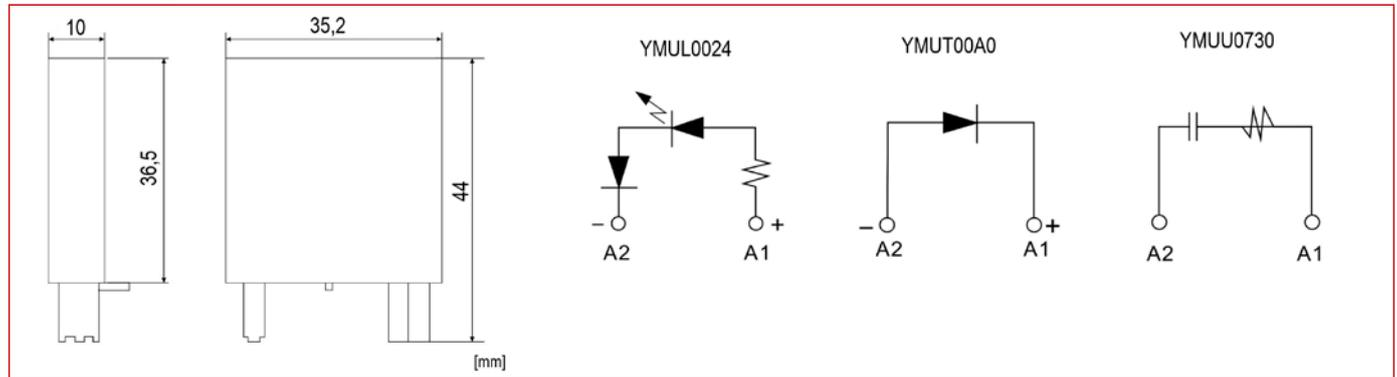 10
35,2
36,5
44
[mm]
YMUL0024
− +
A2 A1
YMUT00A0
− +
A2 A1
YMUU0730
A2 A1